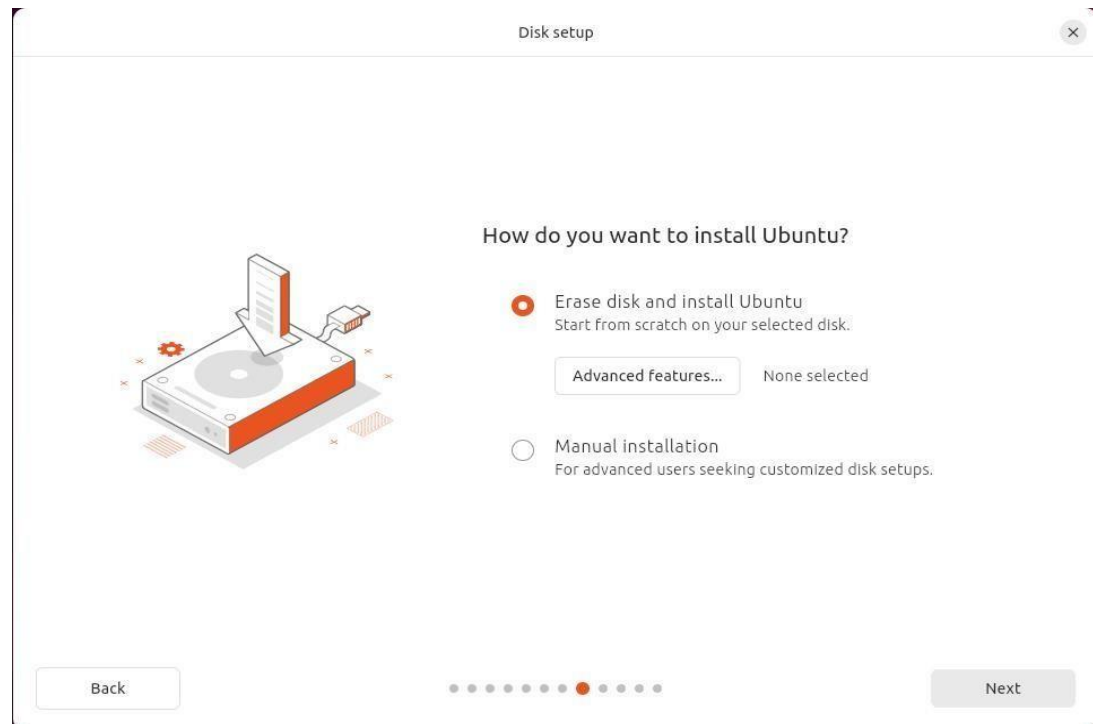 Disk setup
How do you want to install Ubuntu?
Erase disk and install Ubuntu
Start from scratch on your selected disk.
Advanced features... None selected
Manual installation
For advanced users seeking customized disk setups.
Back Next